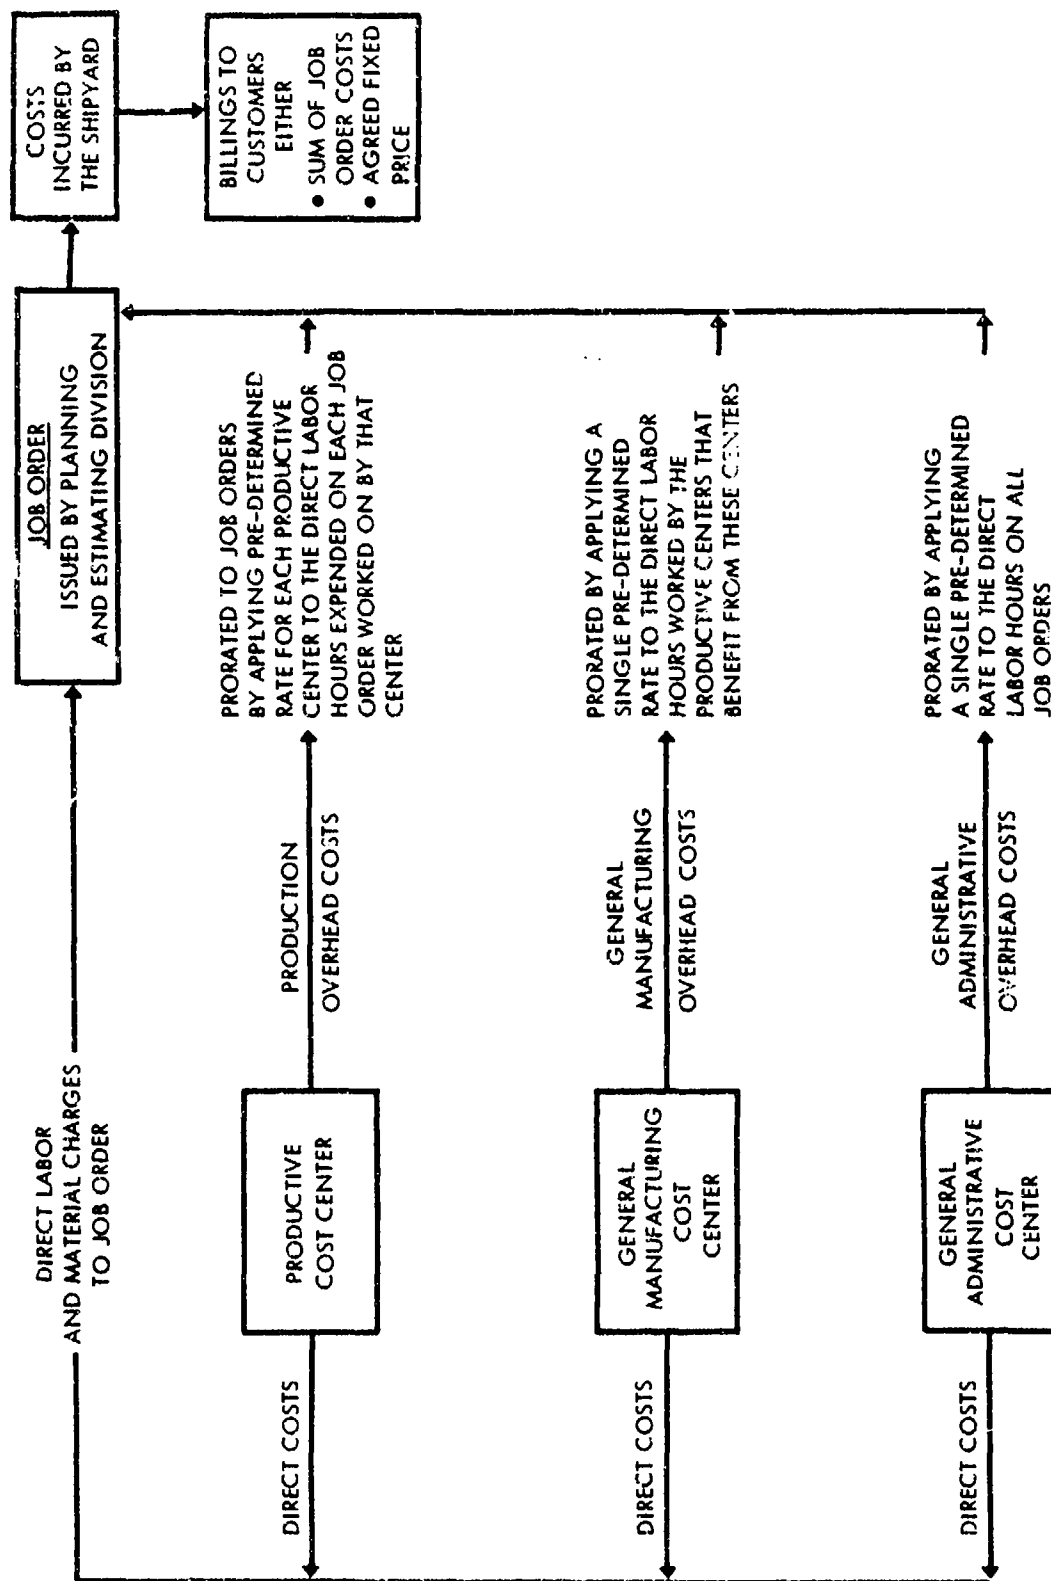 DIRECT LABOR
AND MATERIAL CHARGES
TO JOB ORDER
JOB ORDER
ISSUED BY PLANNING
AND ESTIMATING DIVISION
COSTS
INCURRED BY
THE SHIPYARD
BILLINGS TO
CUSTOMERS
EITHER
• SUM OF JOB
ORDER COSTS
• AGREED FIXED
PRICE
DIRECT COSTS
PRODUCTIVE
COST CENTER
PRODUCTION
OVERHEAD COSTS
PRORATED TO JOB ORDERS
BY APPLYING PRE-DETERMINED
RATE FOR EACH PRODUCTIVE
CENTER TO THE DIRECT LABOR
HOURS EXPENDED ON EACH JOB
ORDER WORKED ON BY THAT
CENTER
DIRECT COSTS
GENERAL
MANUFACTURING
COST
CENTER
GENERAL
MANUFACTURING
OVERHEAD COSTS
PRORATED BY APPLYING A
SINGLE PRE-DETERMINED
RATE TO THE DIRECT LABOR
HOURS WORKED BY THE
PRODUCTIVE CENTERS THAT
BENEFIT FROM THESE CENTERS
DIRECT COSTS
GENERAL
ADMINISTRATIVE
COST
CENTER
GENERAL
ADMINISTRATIVE
OVERHEAD COSTS
PRORATED BY APPLYING
A SINGLE PRE-DETERMINED
RATE TO THE DIRECT
LABOR HOURS ON ALL
JOB ORDERS